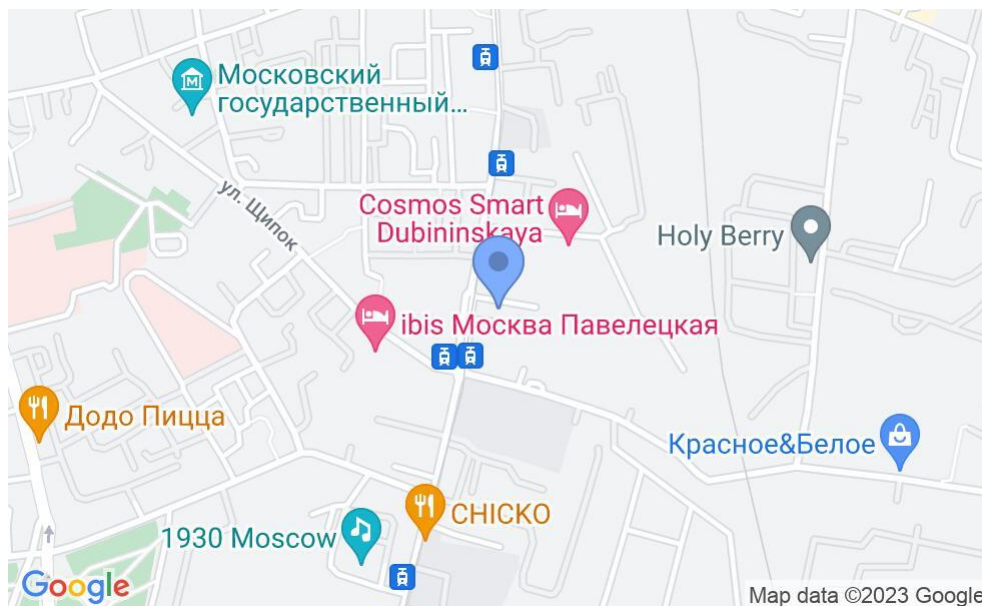 Московский
государственный...
ул. Щипок
Cosmos Smart
Dubininskaya
Holy Berry
ibis Москва Павелецкая
Додо Пицца
Красное&Белое
CHICKO
1930 Moscow
Google
Map data ©2023 Google